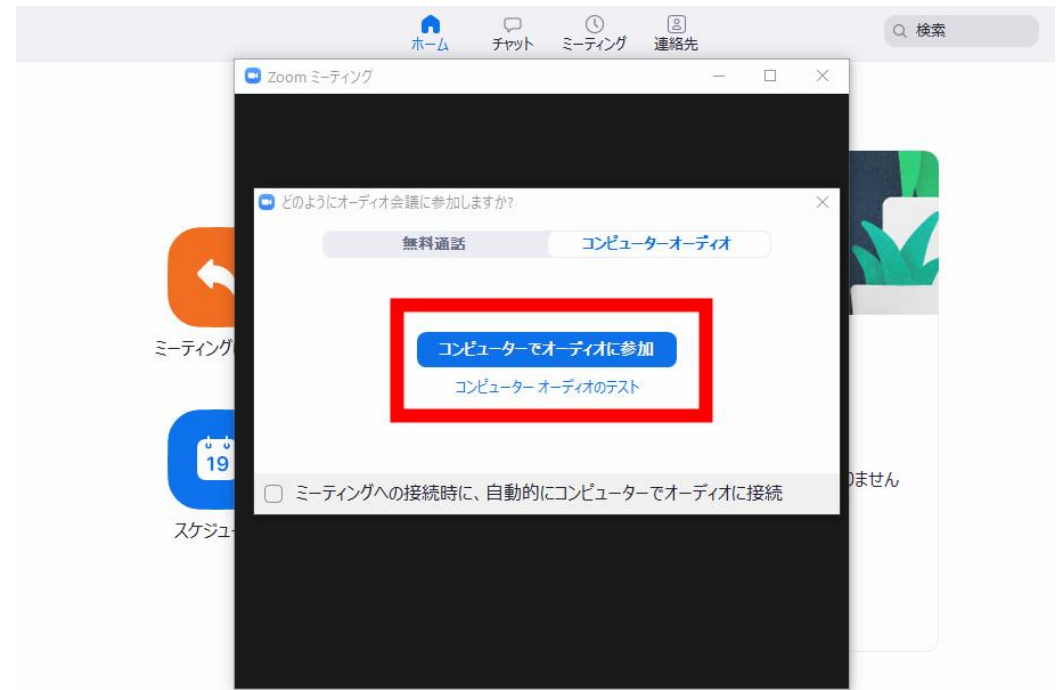 ホーム チャット ミーティング 連絡先
検索
Zoom ミーティング
どのようにオーディオ会議に参加しますか?
無料通話 コンピューターオーディオ
コンピューターでオーディオに参加
ミーティング
コンピューター オーディオのテスト
19
ミーティングへの接続時に、自動的にコンピューターでオーディオに接続
りません
スケジュー